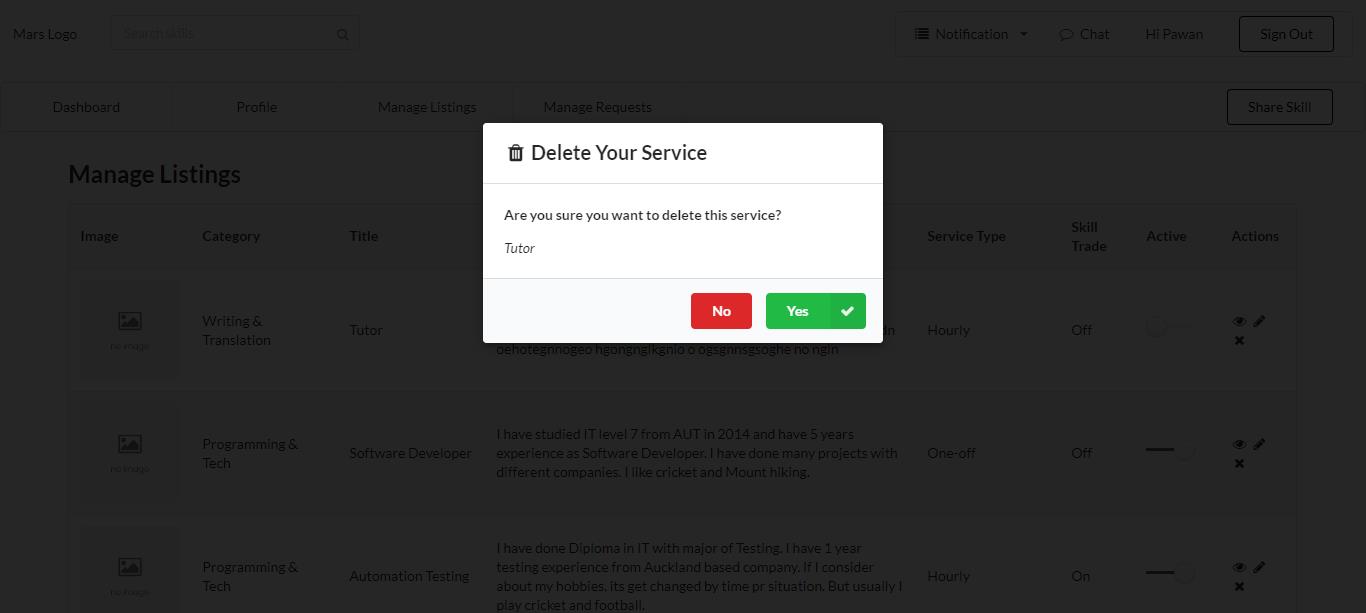 Mars Logo
Search skills
Notification
Chat
Hi Pawan
Sign Out
Dashboard
Profile
Manage Listings
Manage Requests
Share Skill
Delete Your Service
Are you sure you want to delete this service?
Tutor
No
Yes
Manage Listings
Image
Category
Title
Service Type
Skill
Trade
Active
Actions
no image
Writing &
Translation
Tutor
oehotegnnogeo hgongnglkgnio o ogsgnnsgsoghe no ngin
Hourly
Off
no image
Programming &
Tech
Software Developer
I have studied IT level 7 from AUT in 2014 and have 5 years
experience as Software Developer. I have done many projects with
different companies. I like cricket and Mount hiking.
One-off
Off
no image
Programming &
Tech
Automation Testing
I have done Diploma in IT with major of Testing. I have 1 year
testing experience from Auckland based company. If I consider
about my hobbies, its get changed by time pr situation. But usually I
play cricket and football.
Hourly
On